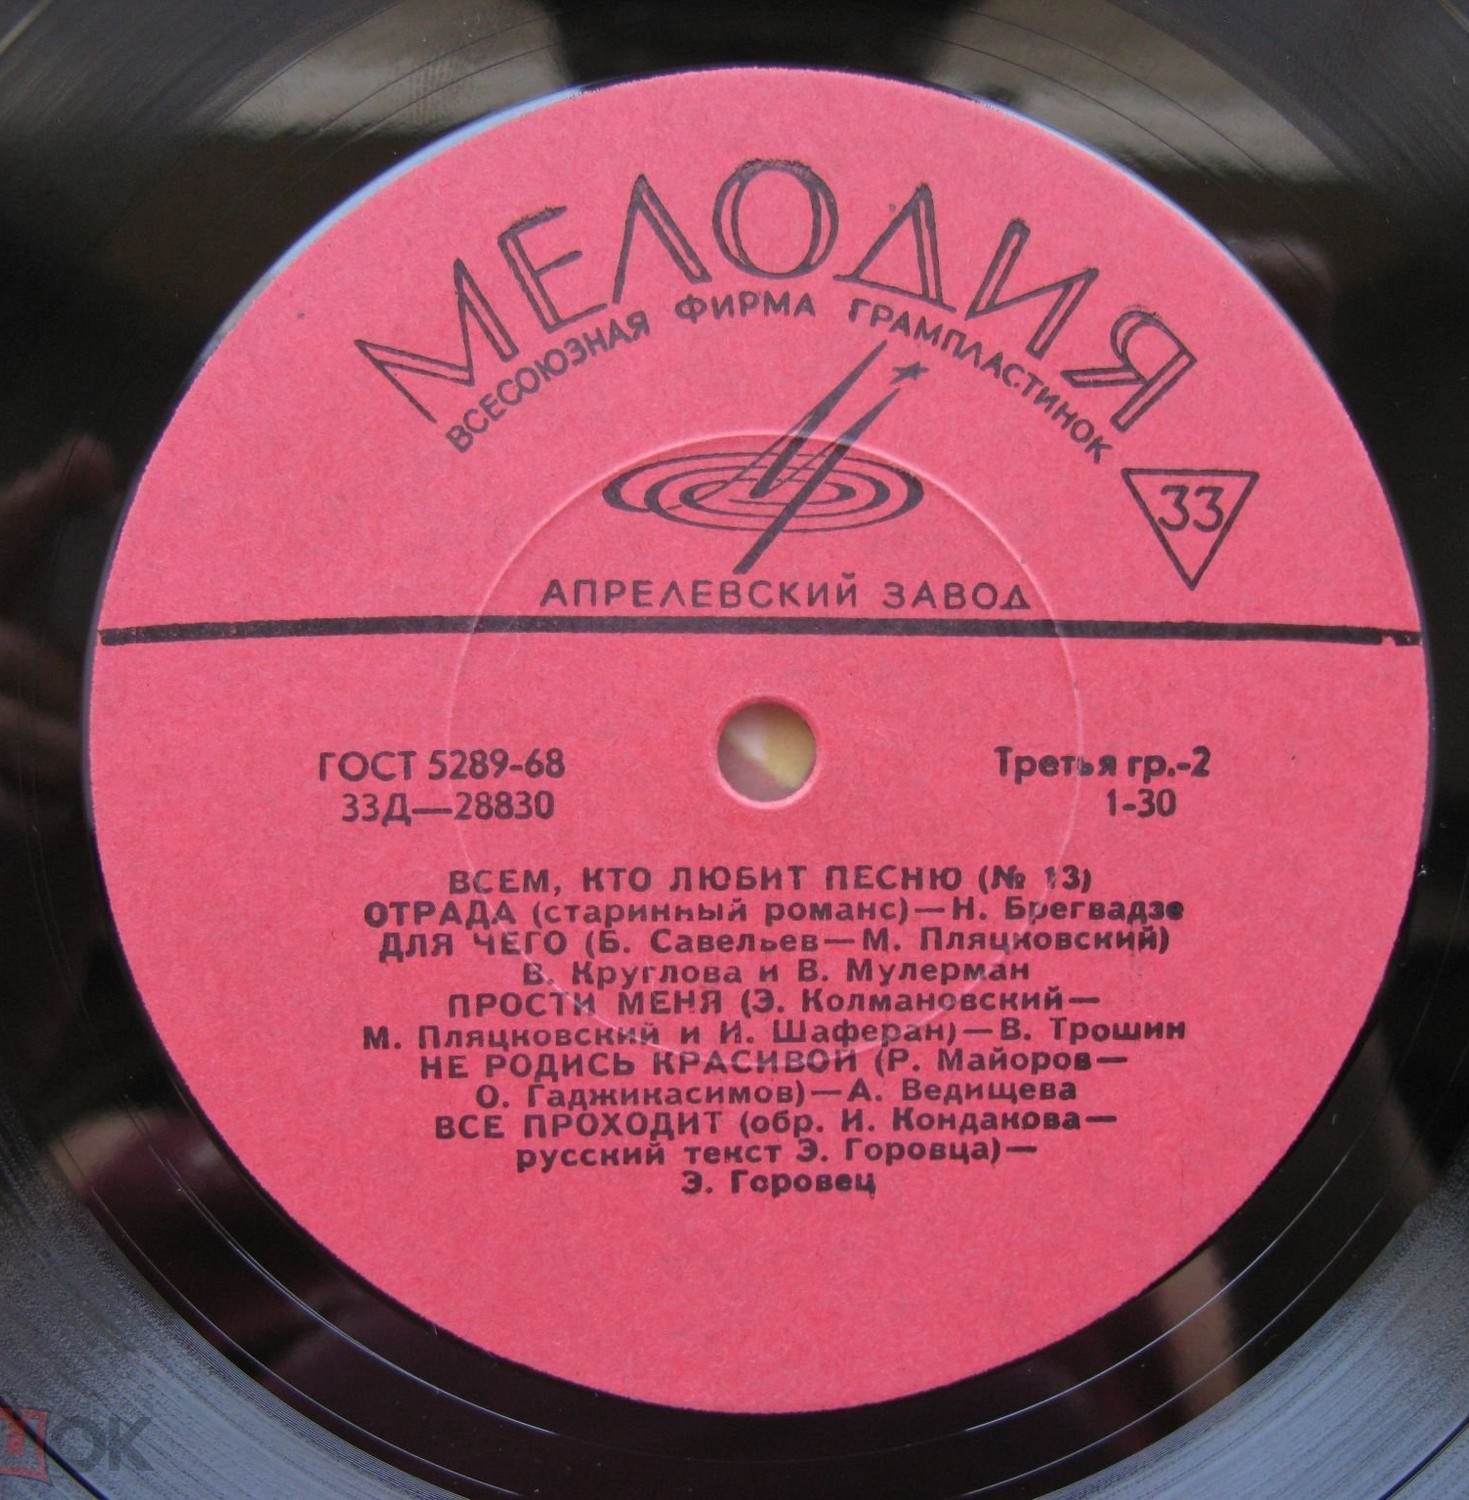 МЕЛОДИЯ
ВСЕСОЮЗНАЯ ФИРМА ГРАМПЛАСТИНОК
33
АПРЕЛЕВСКИЙ ЗАВОД
ГОСТ 5289-68
Третья гр.-2
33Д—28830
1-30
ВСЕМ, КТО ЛЮБИТ ПЕСНЮ (№ 13)
ОТРАДА (старинный романс)—Н. Брегвадзе
ДЛЯ ЧЕГО (Б. Савельев—М. Пляцковский)
В. Круглова и В. Мулерман
ПРОСТИ МЕНЯ (Э. Колмановский—
М. Пляцковский и И. Шаферан)—В. Трошин
НЕ РОДИСЬ КРАСИВОЙ (Р. Майоров—
О. Гаджикасимов)—А. Ведищева
ВСЕ ПРОХОДИТ (обр. И. Кондакова—
русский текст Э. Горовца)—
Э. Горовец